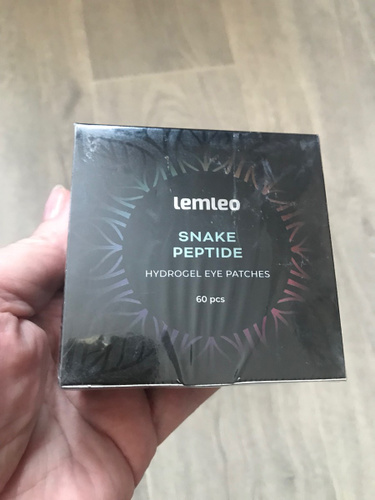 lemleo
SNAKE
PEPTIDE
HYDROGEL EYE PATCHES
60 pcs